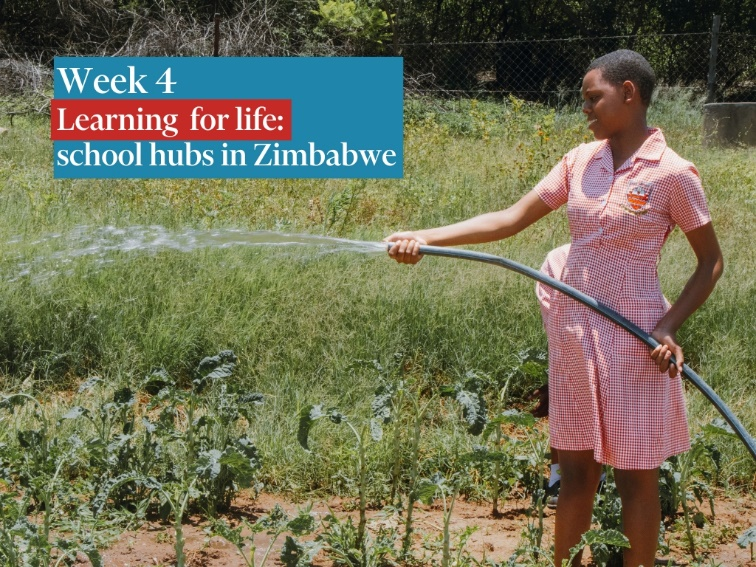 Week 4
Learning for life:
school hubs in Zimbabwe